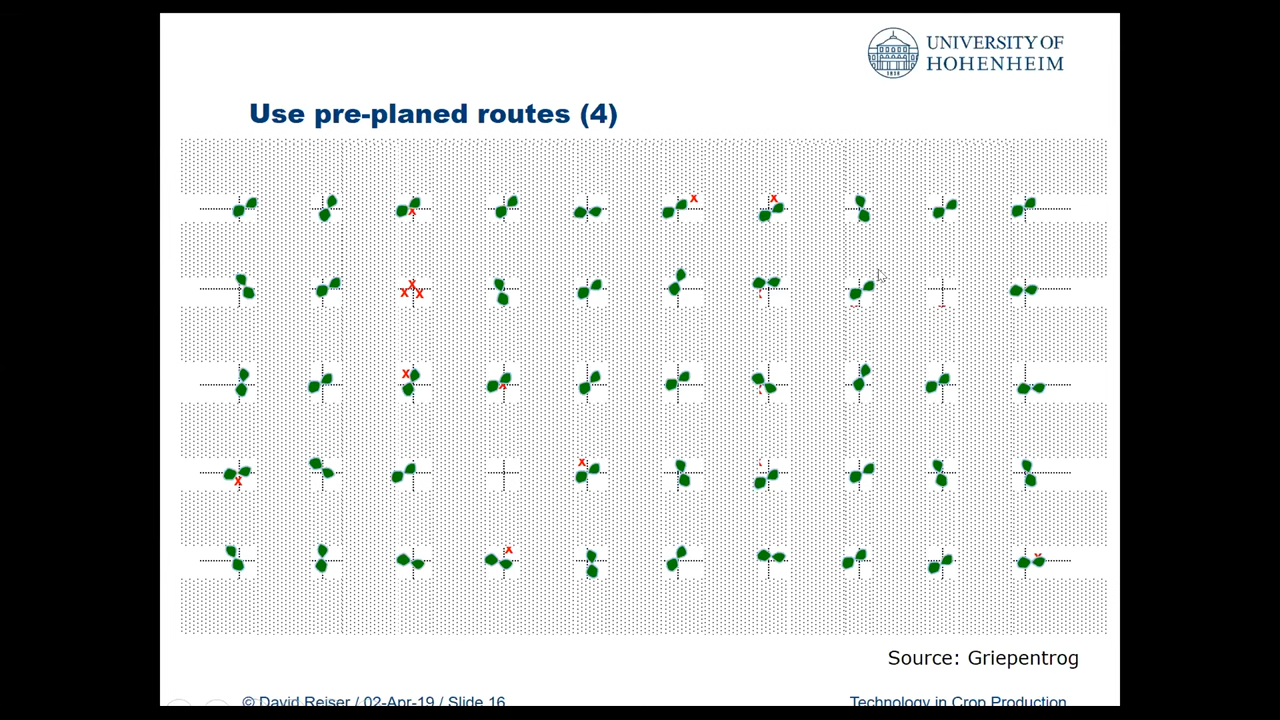 UNIVERSITY OF
HOHENHEIM
1818
Use pre-planed routes (4)
x
x
x
x
x
x
x
x
x
x
x
x
x
x
Source: Griepentrog
© David Reiser / 02-Apr-19 / Slide 16
Technology in Crop Production